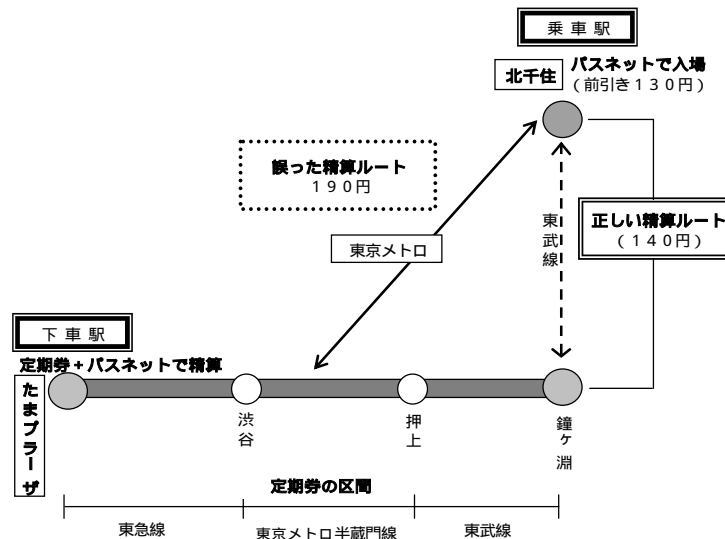 乗車駅
北千住
パスネットで入場
(前引き130円)
誤った精算ルート
190円
東武線
正しい精算ルート
(140円)
東京メトロ
下車駅
定期券+パスネットで精算
たまプラーザ
渋谷
押上
鐘ヶ淵
定期券の区間
東急線
東京メトロ半蔵門線
東武線